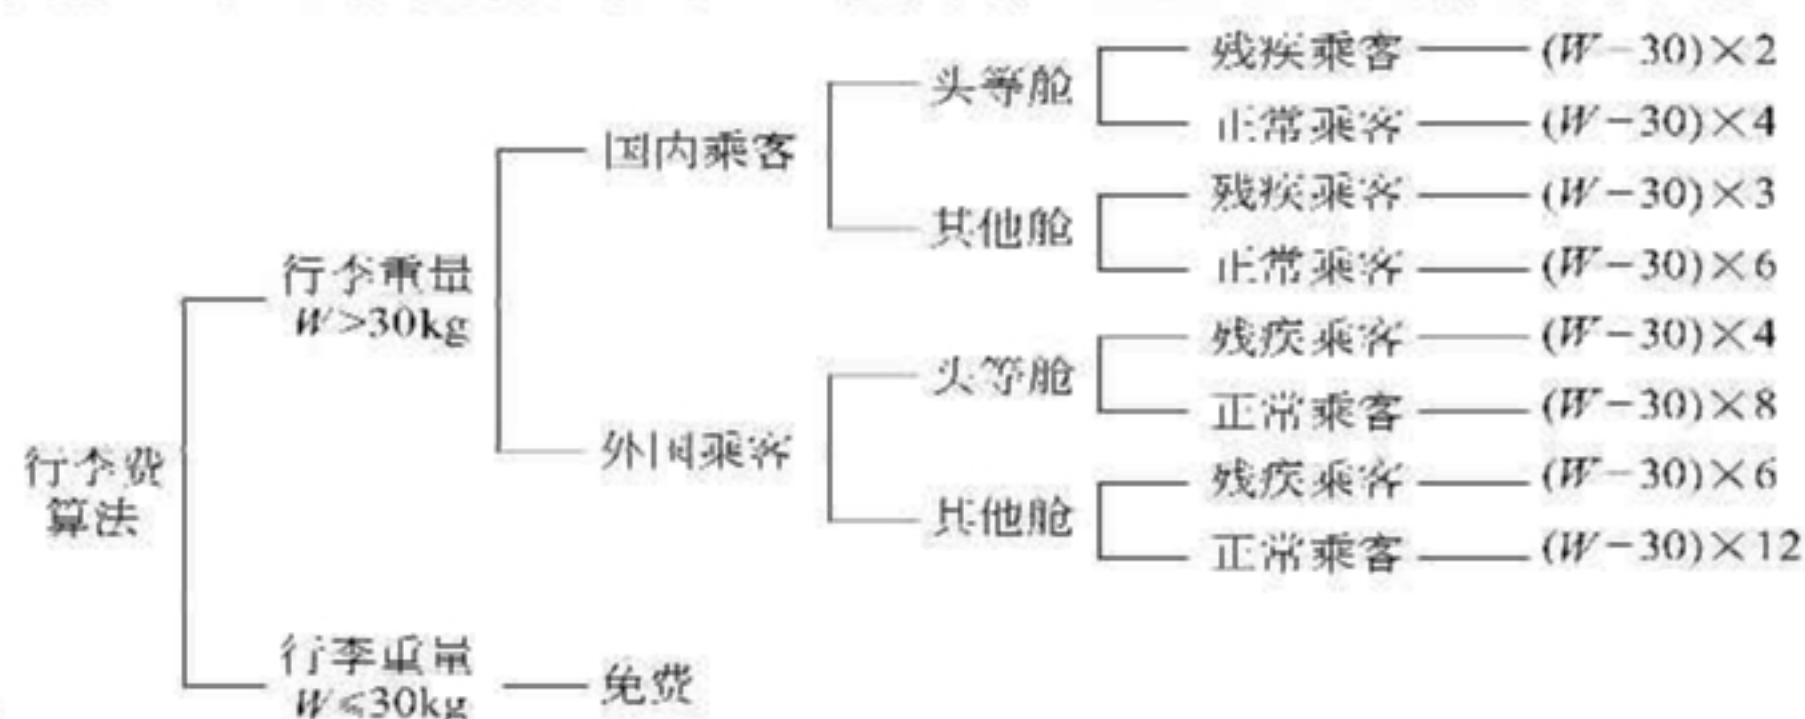 头等舱 残疾乘客 (W-30)×2
正常乘客 (W-30)×4
国内乘客
其他舱 残疾乘客 (W-30)×3
正常乘客 (W-30)×6
行李重量
W>30kg
头等舱 残疾乘客 (W-30)×4
正常乘客 (W-30)×8
外国乘客
行李费
算法
其他舱 残疾乘客 (W-30)×6
正常乘客 (W-30)×12
行李重量
W≤30kg
免费